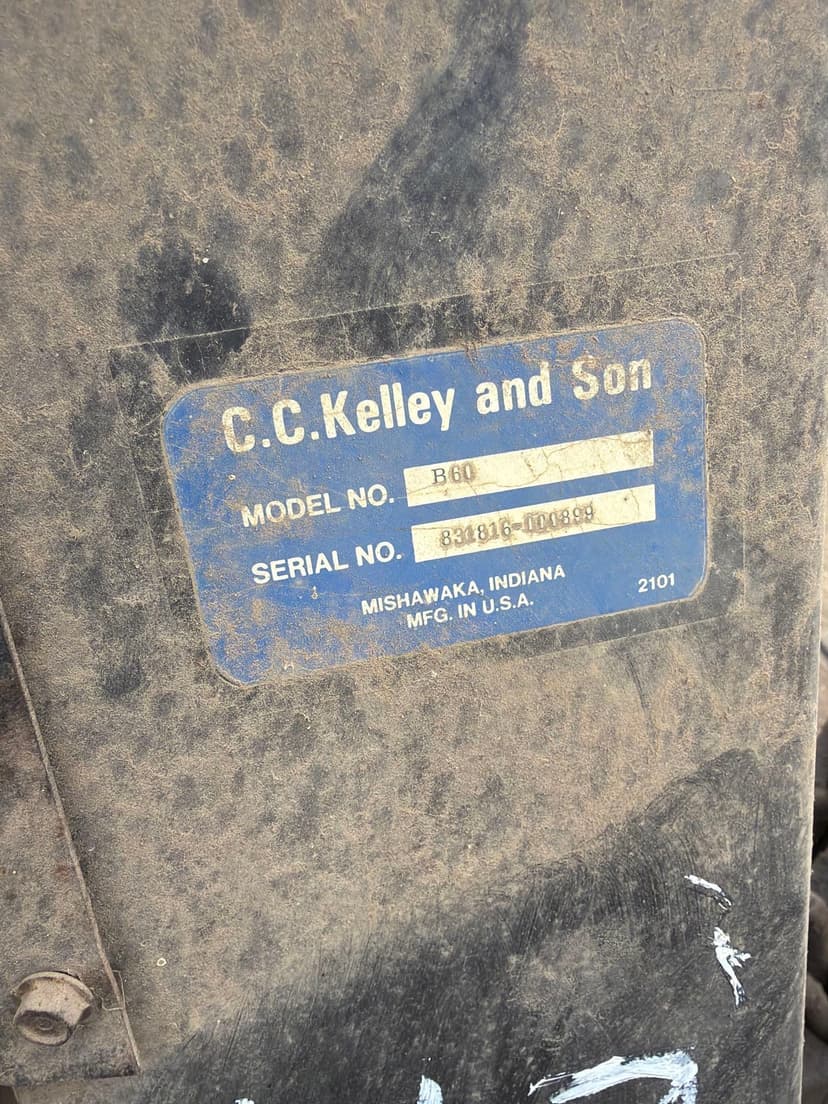 C.C.Kelley and Son
MODEL NO. B60
SERIAL NO. 831816-000899
MISHAWAKA, INDIANA
MFG. IN U.S.A.
2101